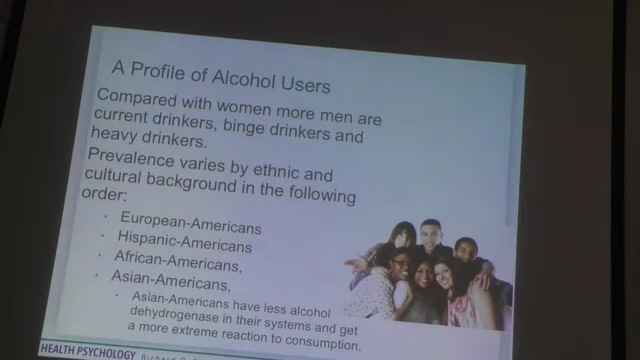 A Profile of Alcohol Users
Compared with women more men are
current drinkers, binge drinkers and
heavy drinkers.
Prevalence varies by ethnic and
cultural background in the following
order:
· European-Americans
· Hispanic-Americans
· African-Americans,
· Asian-Americans,
· Asian-Americans have less alcohol
dehydrogenase in their systems and get
a more extreme reaction to consumption.
HEALTH PSYCHOLOGY Richard